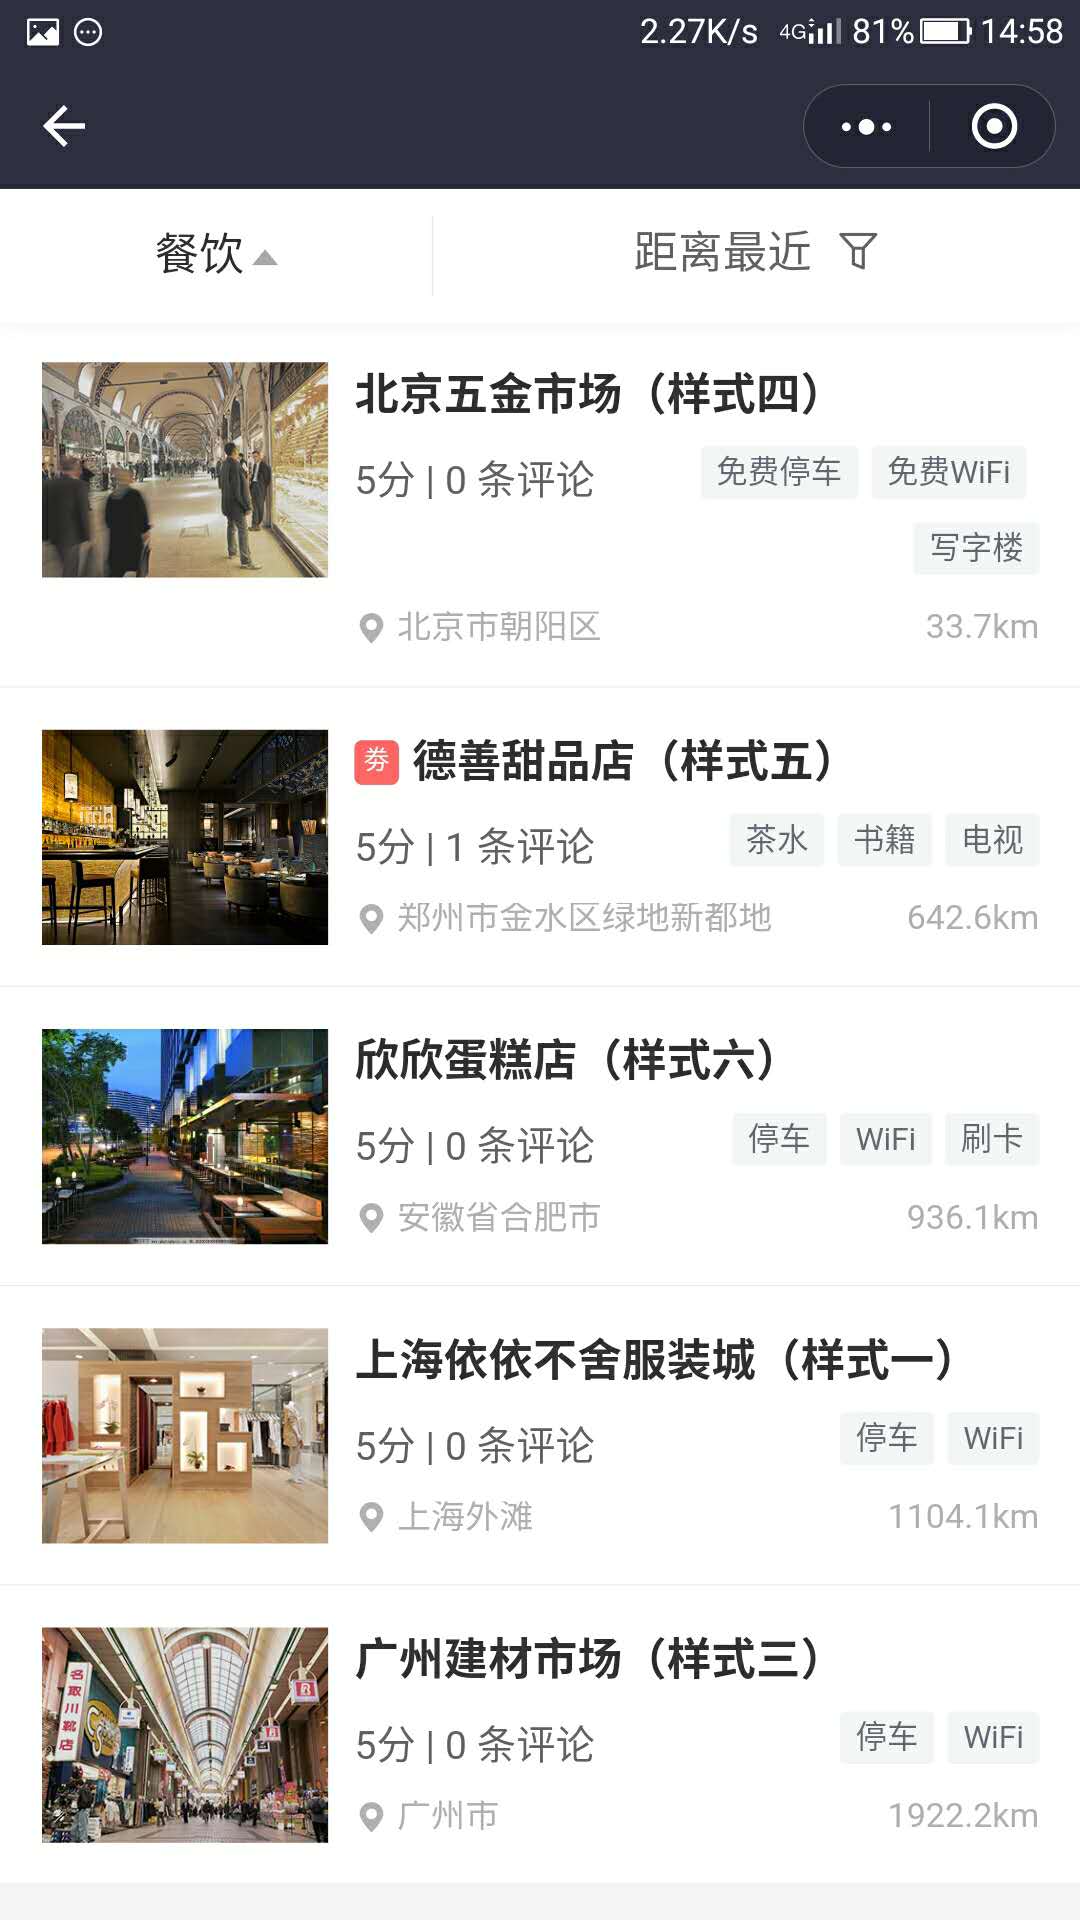 2.27K/s 4G 81% 14:58
餐饮 距离最近
北京五金市场（样式四）
5分 | 0 条评论 免费停车 免费WiFi
写字楼
北京市朝阳区 33.7km
券 德善甜品店（样式五）
5分 | 1 条评论 茶水 书籍 电视
郑州市金水区绿地新都地 642.6km
欣欣蛋糕店（样式六）
5分 | 0 条评论 停车 WiFi 刷卡
安徽省合肥市 936.1km
上海依依不舍服装城（样式一）
5分 | 0 条评论 停车 WiFi
上海外滩 1104.1km
名取川靴店
广州建材市场（样式三）
5分 | 0 条评论 停车 WiFi
广州市 1922.2km